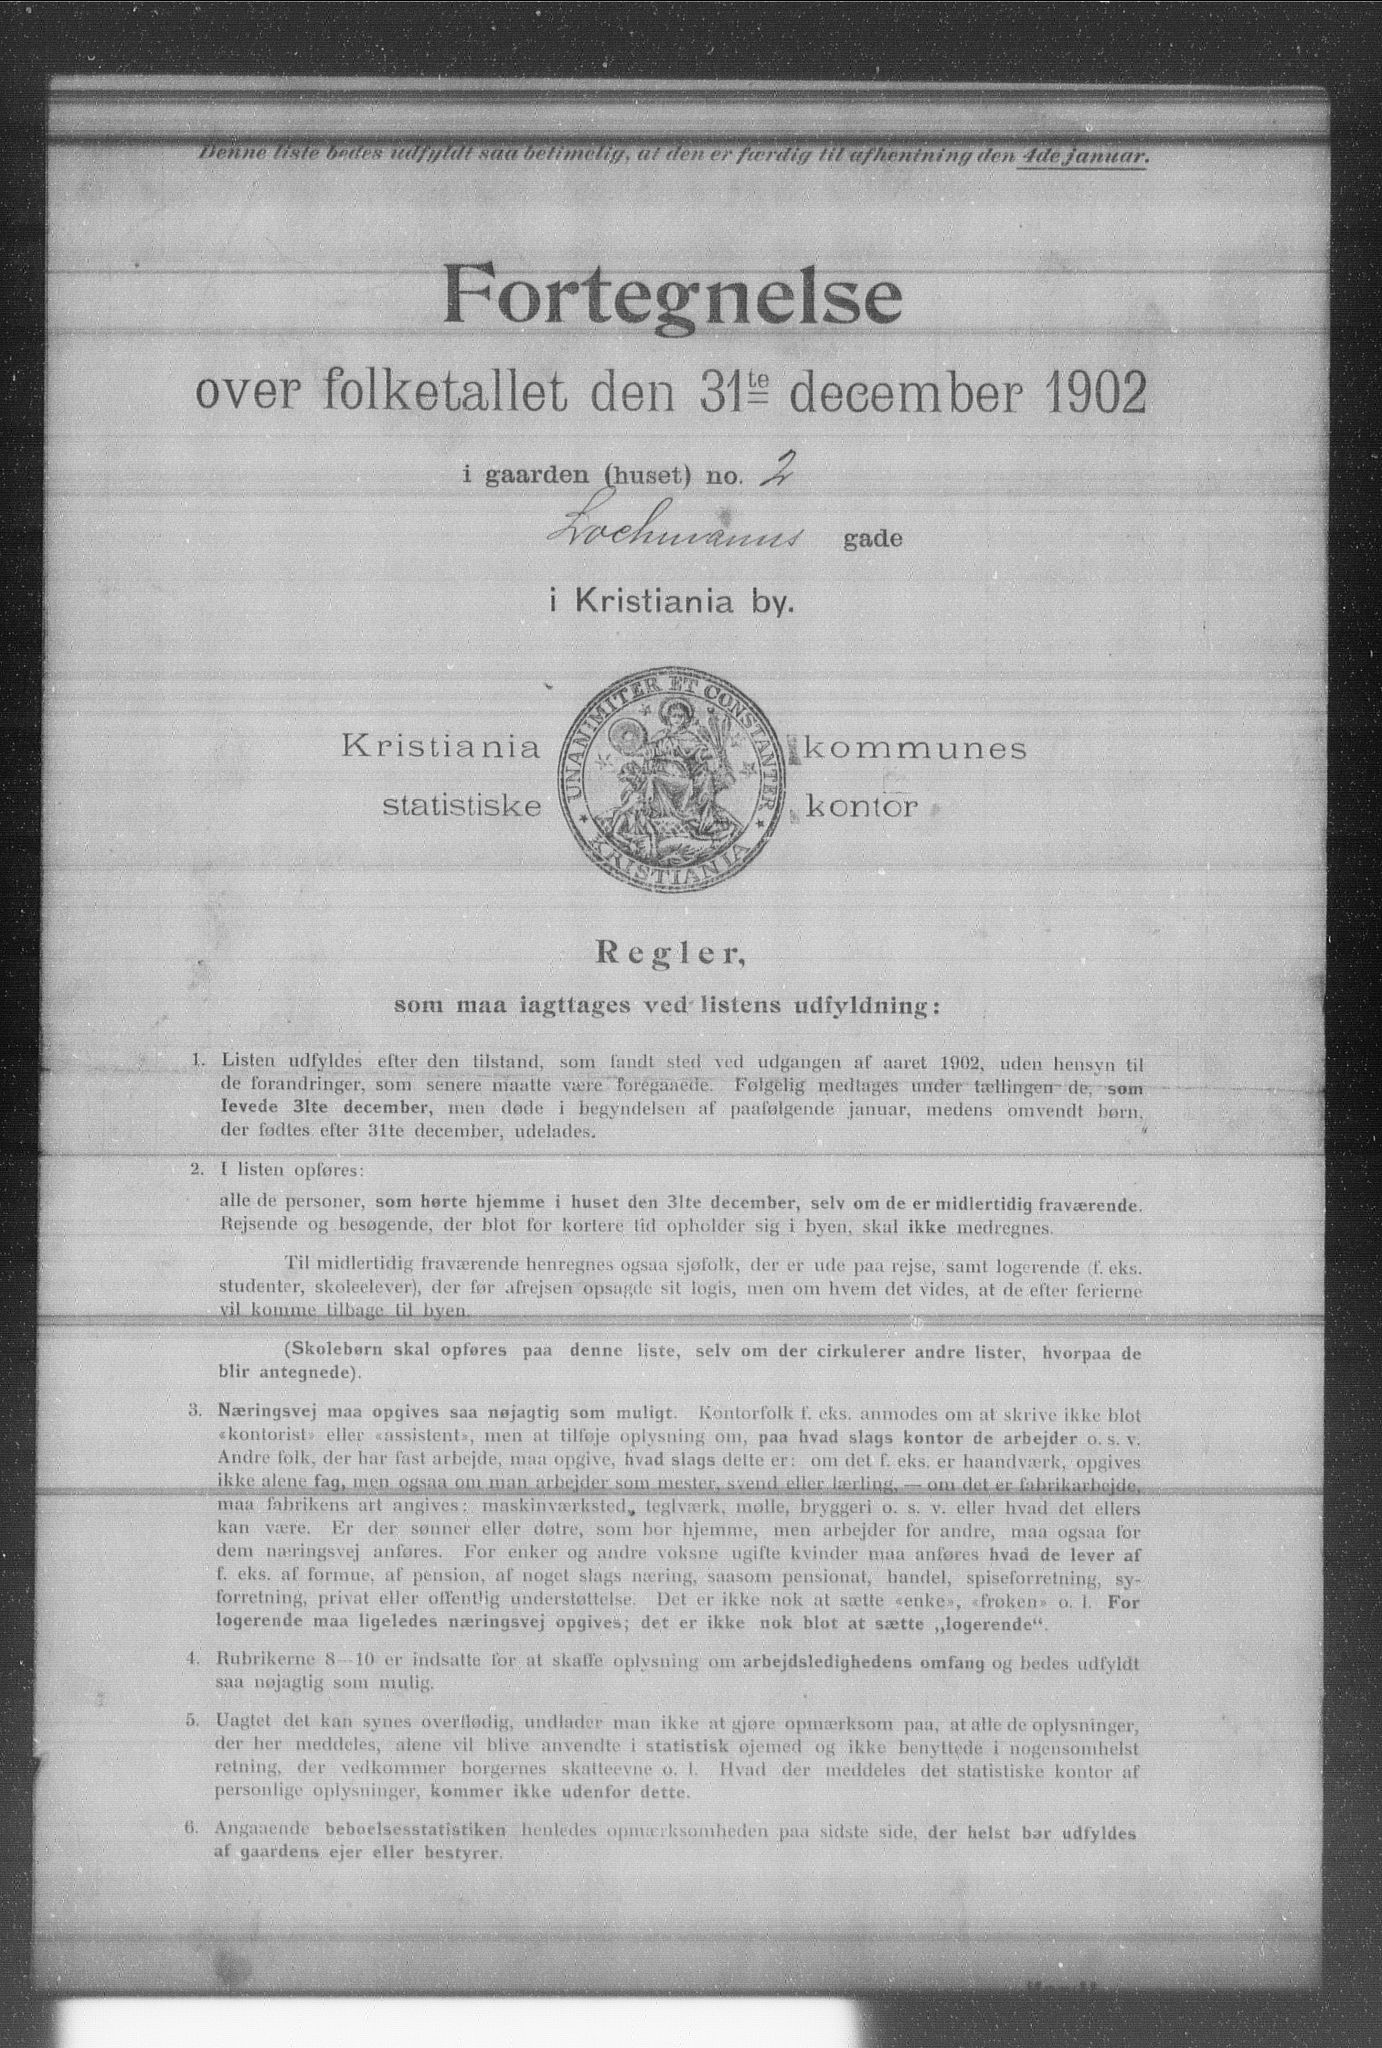 Denne liste bedes udfyldt saa betimelig, at den er færdig til afhentning den 4de januar.
Fortegnelse
over folketallet den 31te december 1902
i gaarden (huset) no. 2
Lochmanns gade
i Kristiania by.
UNANIMITER ET CONSTANTER
KRISTIANIA
Kristiania kommunes
statistiske kontor
Regler,
som maa iagttages ved listens udfyldning:
1. Listen udfyldes efter den tilstand, som fandt sted ved udgangen af aaret 1902, uden hensyn til
de forandringer, som senere maatte være foregaaede. Følgelig medtages under tællingen de, som
levede 31te december, men døde i begyndelsen af paafølgende januar, medens omvendt børn,
der fødtes efter 31te december, udelades.
2. I listen opføres:
alle de personer, som hørte hjemme i huset den 31te december, selv om de er midlertidig fraværende.
Rejsende og besøgende, der blot for kortere tid opholder sig i byen, skal ikke medregnes.
Til midlertidig fraværende henregnes ogsaa sjøfolk, der er ude paa rejse, samt logerende (f. eks.
studenter, skoleelever), der før afrejsen opsagde sit logis, men om hvem det vides, at de efter ferierne
vil komme tilbage til byen.
(Skolebørn skal opføres paa denne liste, selv om der cirkulerer andre lister, hvorpaa de
blir antegnede).
3. Næringsvej maa opgives saa nøjagtig som muligt. Kontorfolk f. eks. anmodes om at skrive ikke blot
«kontorist» eller «assistent», men at tilføje oplysning om, paa hvad slags kontor de arbejder o. s. v.
Andre folk, der har fast arbejde, maa opgive, hvad slags dette er: om det f. eks. er haandværk, opgives
ikke alene fag, men ogsaa om man arbejder som mester, svend eller lærling, — om det er fabrikarbejde,
maa fabrikens art angives: maskinværksted, teglværk, mølle, bryggeri o. s. v. eller hvad det ellers
kan være. Er der sønner eller døtre, som bor hjemme, men arbejder for andre, maa ogsaa for
dem næringsvej anføres. For enker og andre voksne ugifte kvinder maa anføres hvad de lever af
f. eks. af formue, af pension, af noget slags næring, saasom pensionat, handel, spiseforretning, sy-
forretning, privat eller offentlig understøttelse. Det er ikke nok at sætte «enke», «frøken» o. l. For
logerende maa ligeledes næringsvej opgives; det er ikke nok blot at sætte „logerende“.
4. Rubrikerne 8—10 er indsatte for at skaffe oplysning om arbejdsledighedens omfang og bedes udfyldt
saa nøjagtig som mulig.
5. Uagtet det kan synes overflødig, undlader man ikke at gjøre opmærksom paa, at alle de oplysninger,
der her meddeles, alene vil blive anvendte i statistisk øjemed og ikke benyttede i nogensomhelst
retning, der vedkommer borgernes skatteevne o. l. Hvad der meddeles det statistiske kontor af
personlige oplysninger, kommer ikke udenfor dette.
6. Angaaende beboelsesstatistiken henledes opmærksomheden paa sidste side, der helst bør udfyldes
af gaardens ejer eller bestyrer.